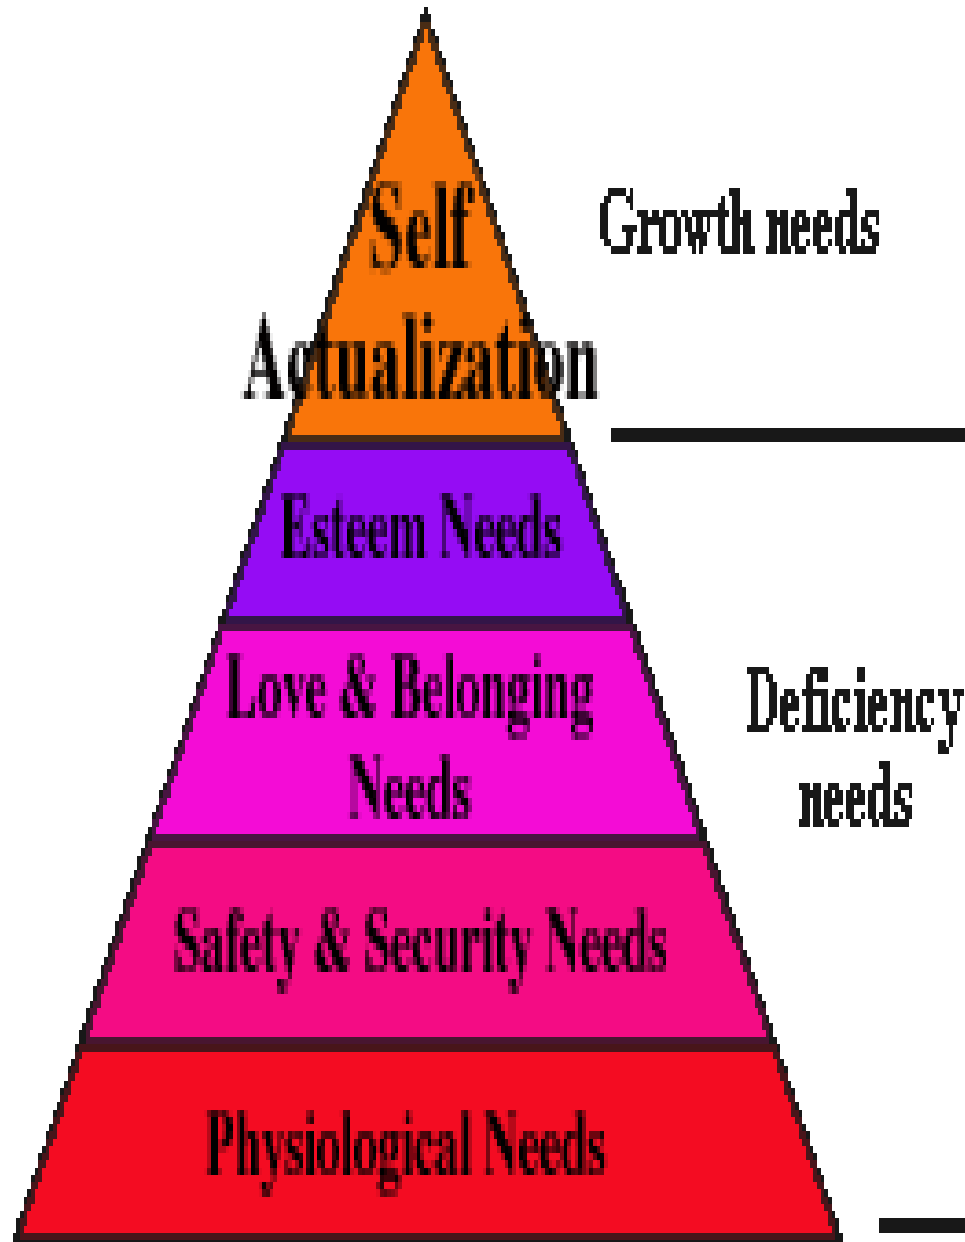 Self
Growth needs
Actualization
Esteem Needs
Love & Belonging
Needs
Deficiency
needs
Safety & Security Needs
Physiological Needs